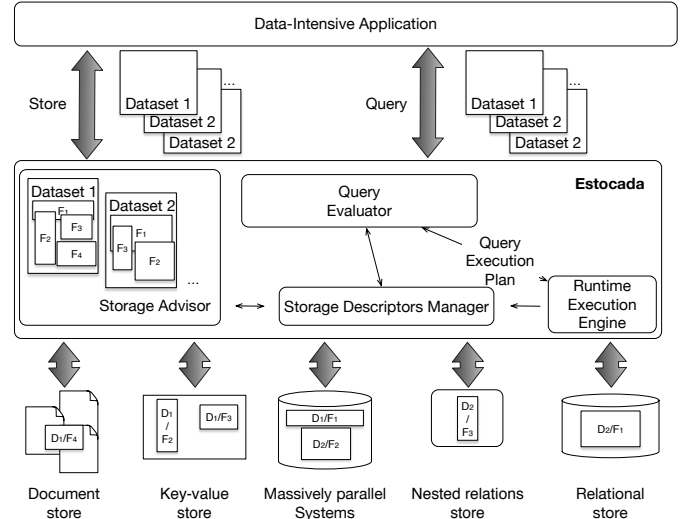 Data-Intensive Application
Store
Dataset 1
Dataset 2
Dataset 2
...
Query
Dataset 1
Dataset 2
Dataset 2
...
Estocada
Dataset 1
F1
F2
F3
F4
Dataset 2
F1
F3
F2
...
Storage Advisor
Query
Evaluator
Query
Execution
Plan
Storage Descriptors Manager
Runtime
Execution
Engine
D1/F4
D1
/
F2
D1/F3
D1/F1
D2/F2
D2
/
F3
D2/F1
Document
store
Key-value
store
Massively parallel
Systems
Nested relations
store
Relational
store